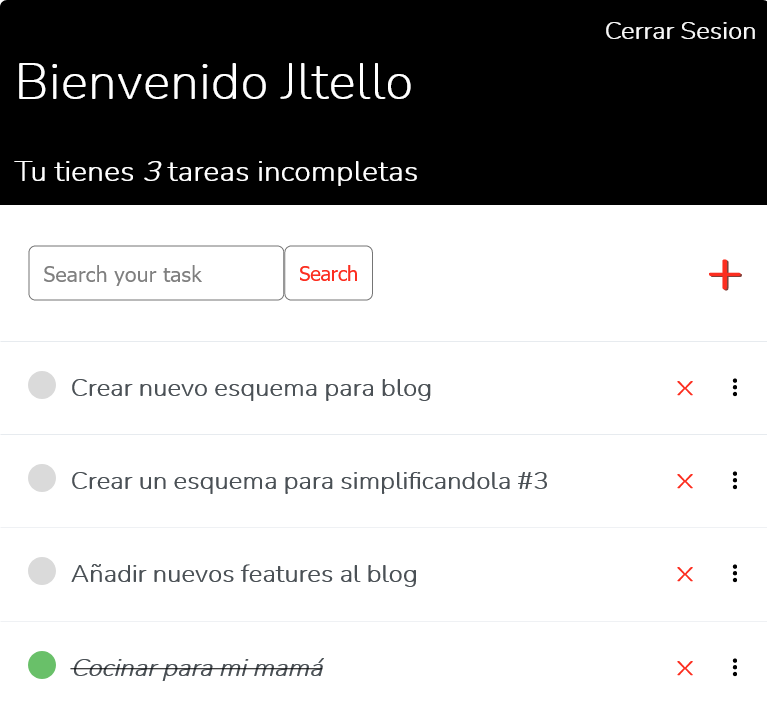 Cerrar Sesion
Bienvenido Jltello
Tu tienes 3 tareas incompletas
Search your task Search
Crear nuevo esquema para blog
Crear un esquema para simplificandola #3
Añadir nuevos features al blog
Cocinar para mi mamá